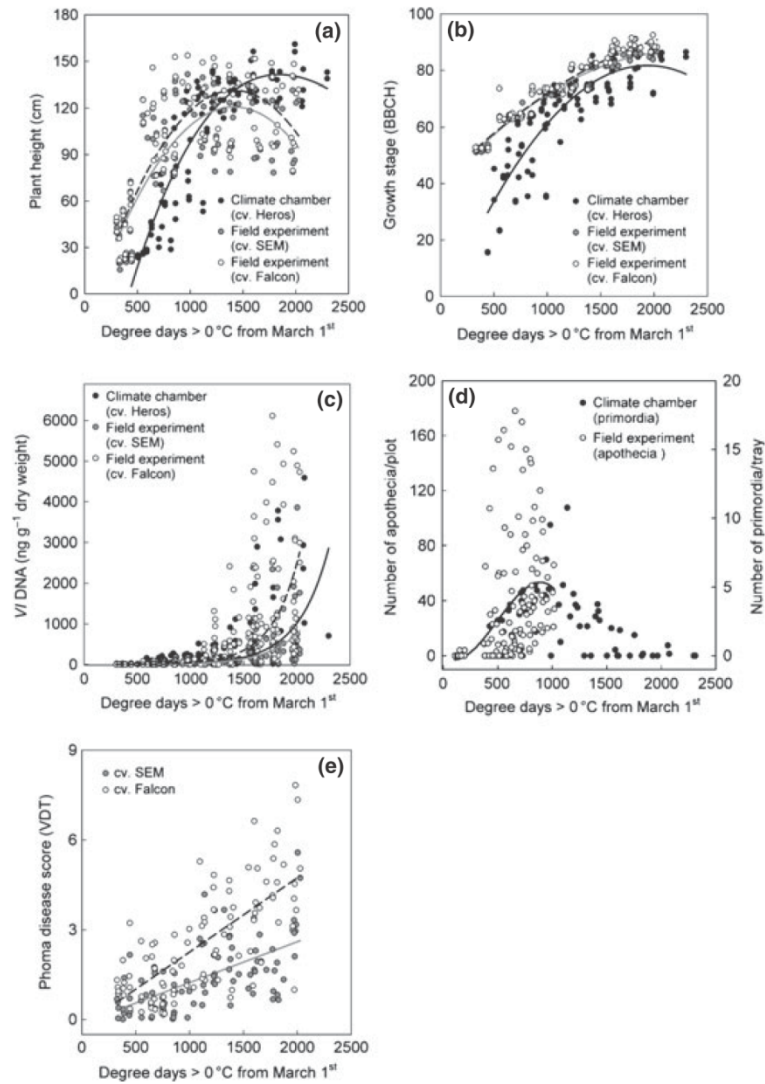 (a)
Plant height (cm)
180
150
120
90
60
30
0
Climate chamber
(cv. Heros)
Field experiment
(cv. SEM)
Field experiment
(cv. Falcon)
0 500 1000 1500 2000 2500
Degree days > 0 °C from March 1st
(b)
Growth stage (BBCH)
100
80
60
40
20
0
Climate chamber
(cv. Heros)
Field experiment
(cv. SEM)
Field experiment
(cv. Falcon)
0 500 1000 1500 2000 2500
Degree days > 0 °C from March 1st
(c)
Vl DNA (ng g−1 dry weight)
6000
5000
4000
3000
2000
1000
0
Climate chamber
(cv. Heros)
Field experiment
(cv. SEM)
Field experiment
(cv. Falcon)
0 500 1000 1500 2000 2500
Degree days > 0 °C from March 1st
(d)
Number of apothecia/plot
200
160
120
80
40
0
Climate chamber
(primordia)
Field experiment
(apothecia )
20
15
10
5
0
Number of primordia/tray
0 500 1000 1500 2000 2500
Degree days > 0 °C from March 1st
(e)
Phoma disease score (VDT)
9
6
3
0
cv. SEM
cv. Falcon
0 500 1000 1500 2000 2500
Degree days > 0 °C from March 1st